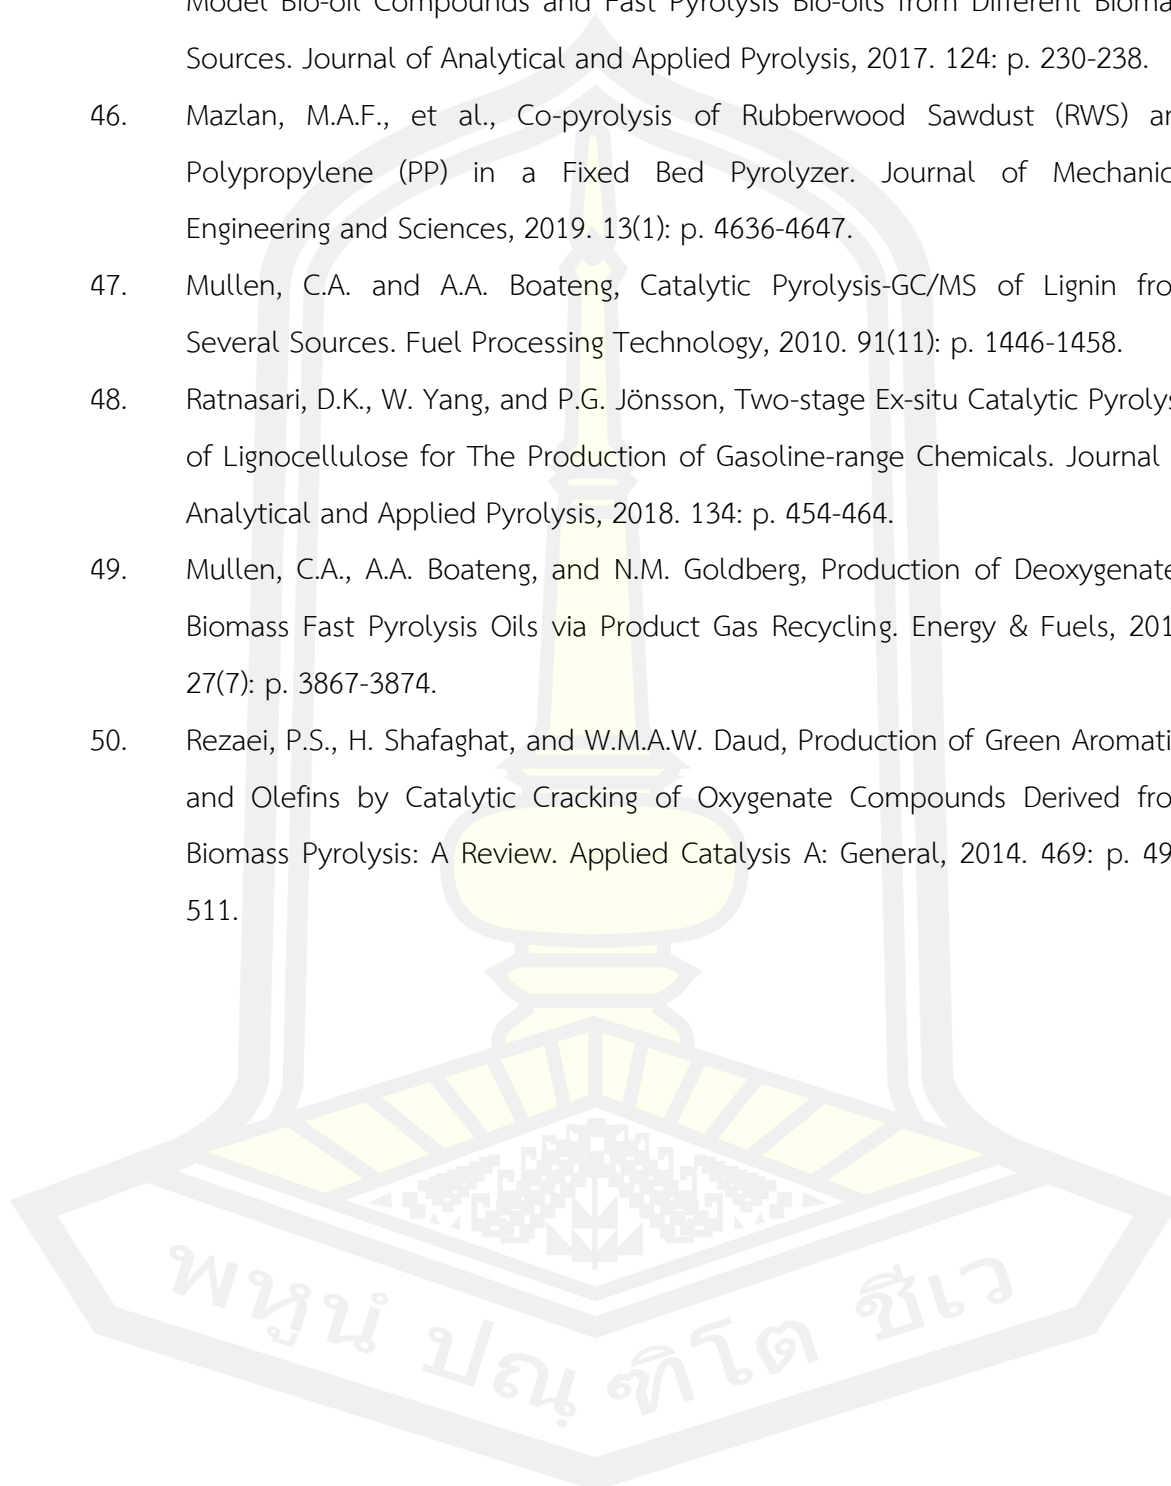 Model Bio-oil Compounds and Fast Pyrolysis Bio-oils from Different Bioma
Sources. Journal of Analytical and Applied Pyrolysis, 2017. 124: p. 230-238.
46. Mazlan, M.A.F., et al., Co-pyrolysis of Rubberwood Sawdust (RWS) an
Polypropylene (PP) in a Fixed Bed Pyrolyzer. Journal of Mechanic
Engineering and Sciences, 2019. 13(1): p. 4636-4647.
47. Mullen, C.A. and A.A. Boateng, Catalytic Pyrolysis-GC/MS of Lignin fro
Several Sources. Fuel Processing Technology, 2010. 91(11): p. 1446-1458.
48. Ratnasari, D.K., W. Yang, and P.G. Jönsson, Two-stage Ex-situ Catalytic Pyrolys
of Lignocellulose for The Production of Gasoline-range Chemicals. Journal
Analytical and Applied Pyrolysis, 2018. 134: p. 454-464.
49. Mullen, C.A., A.A. Boateng, and N.M. Goldberg, Production of Deoxygenate
Biomass Fast Pyrolysis Oils via Product Gas Recycling. Energy & Fuels, 201
27(7): p. 3867-3874.
50. Rezaei, P.S., H. Shafaghat, and W.M.A.W. Daud, Production of Green Aromati
and Olefins by Catalytic Cracking of Oxygenate Compounds Derived fro
Biomass Pyrolysis: A Review. Applied Catalysis A: General, 2014. 469: p. 49
511.
พหูนํ ปณฺฑิโต ชีเว